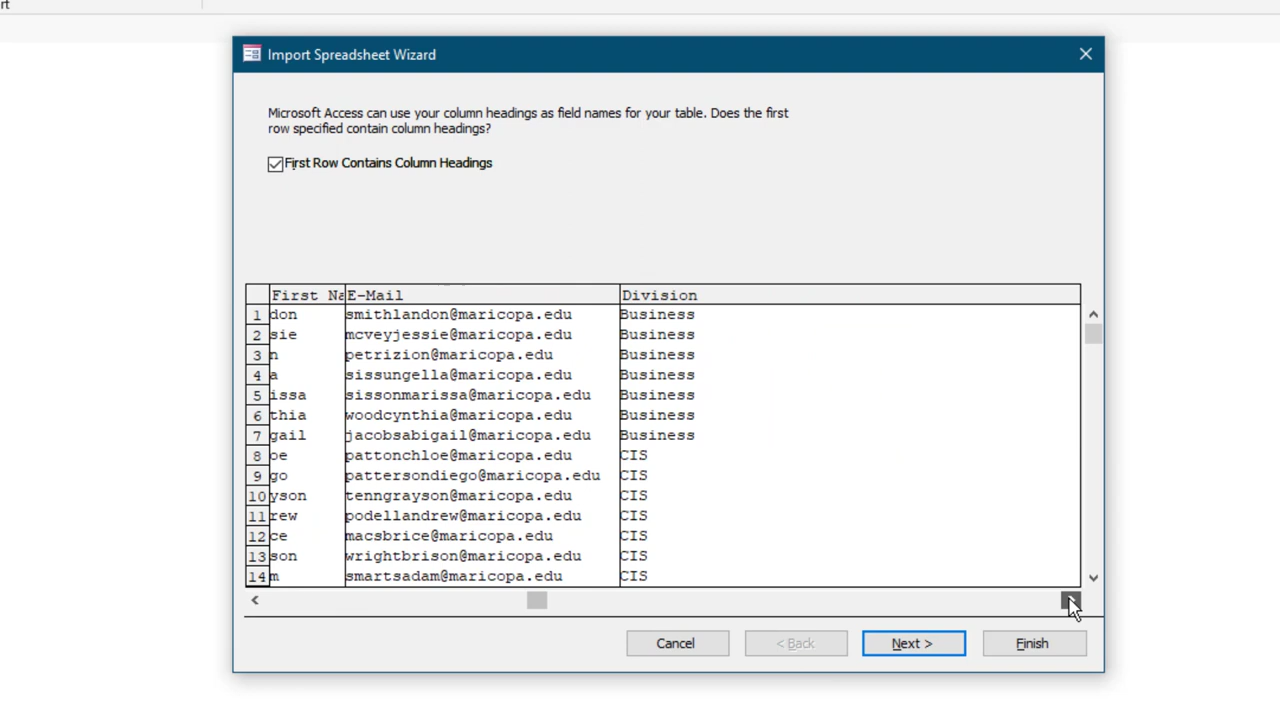 rt
Import Spreadsheet Wizard
Microsoft Access can use your column headings as field names for your table. Does the first
row specified contain column headings?
First Row Contains Column Headings
First Na E-Mail Division
1 don smithlandon@maricopa.edu Business
2 sie mcveyjessie@maricopa.edu Business
3 n petrizion@maricopa.edu Business
4 a sissungella@maricopa.edu Business
5 issa sissonmarissa@maricopa.edu Business
6 thia woodcynthia@maricopa.edu Business
7 gail jacobsabigail@maricopa.edu Business
8 oe pattonchloe@maricopa.edu CIS
9 go pattersondiego@maricopa.edu CIS
10 yson tenngrayson@maricopa.edu CIS
11 rew podellandrew@maricopa.edu CIS
12 ce macsbrice@maricopa.edu CIS
13 son wrightbrison@maricopa.edu CIS
14 m smartsadam@maricopa.edu CIS
Cancel < Back Next > Finish